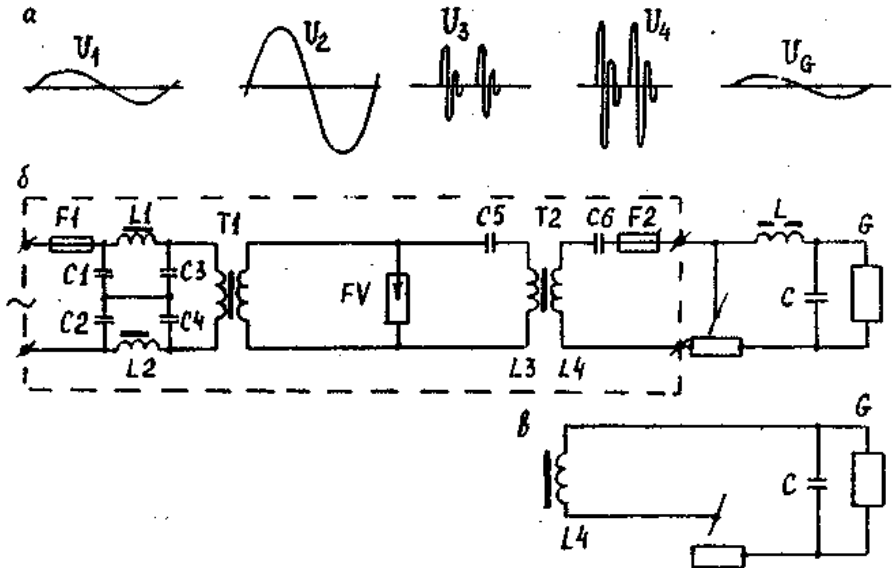 а
U₁ U₂ U₃ U₄ U_G
б
F1 L1 T1 C5 T2 C6 F2 L G
C1 C3 FV C
~
C2 C4
L2 L3 L4
в G
C
L4